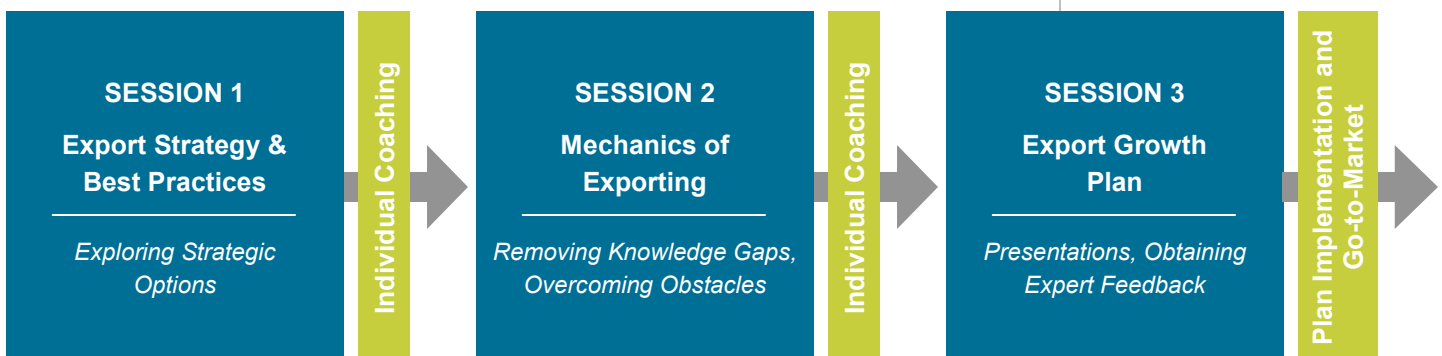 SESSION 1
Export Strategy &
Best Practices
Exploring Strategic
Options
Individual Coaching
SESSION 2
Mechanics of
Exporting
Removing Knowledge Gaps,
Overcoming Obstacles
Individual Coaching
SESSION 3
Export Growth
Plan
Presentations, Obtaining
Expert Feedback
Plan Implementation and
Go-to-Market